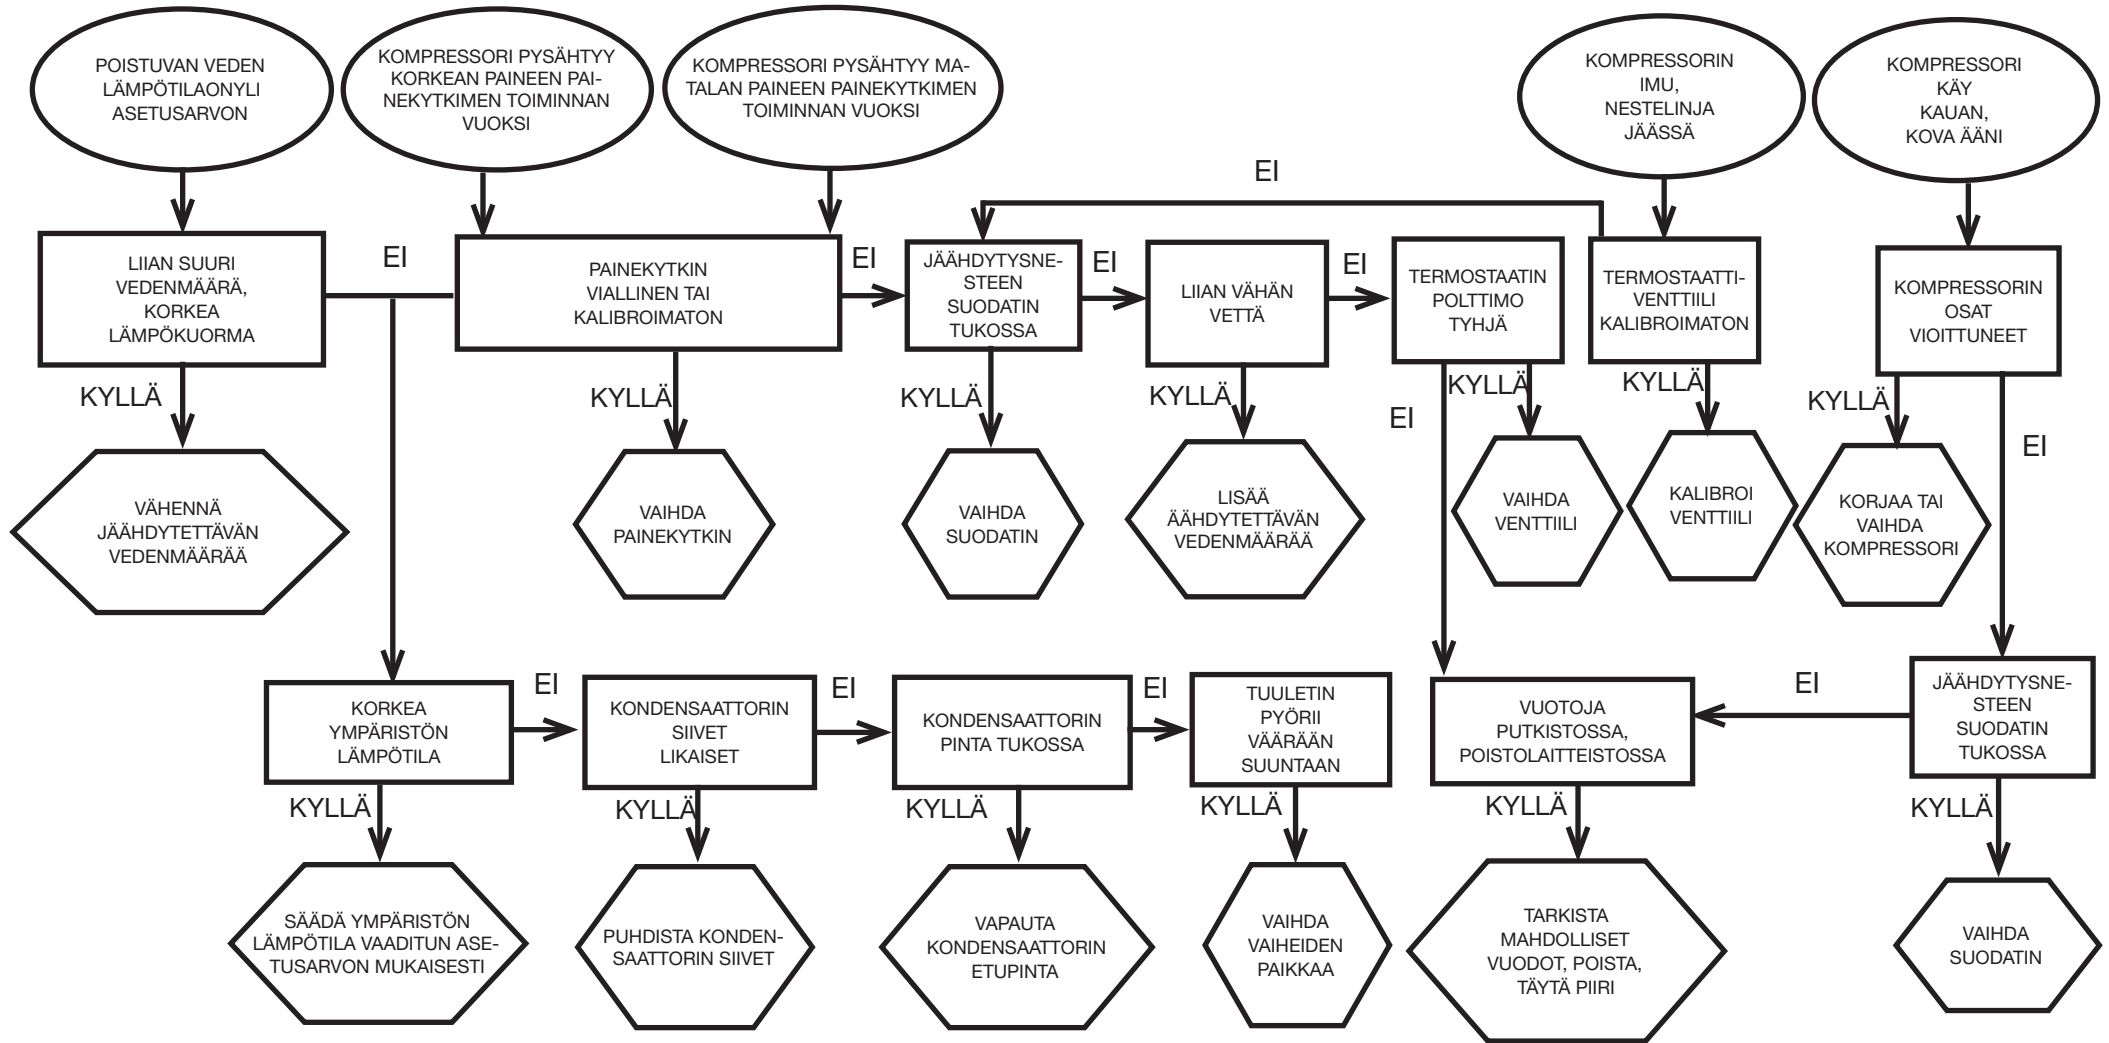 POISTUVAN VEDEN
LÄMPÖTILAONYLI
ASETUSARVON
KOMPRESSORI PYSÄHTYY
KORKEAN PAINEEN PAI-
NEKYTKIMEN TOIMINNAN
VUOKSI
KOMPRESSORI PYSÄHTYY MA-
TALAN PAINEEN PAINEKYTKIMEN
TOIMINNAN VUOKSI
KOMPRESSORIN
IMU,
NESTELINJA
JÄÄSSÄ
KOMPRESSORI
KÄY
KAUAN,
KOVA ÄÄNI
EI
LIIAN SUURI
VEDENMÄÄRÄ,
KORKEA
LÄMPÖKUORMA
EI
PAINEKYTKIN
VIALLINEN TAI
KALIBROIMATON
EI
JÄÄHDYTYSNE-
STEEN
SUODATIN
TUKOSSA
EI
LIIAN VÄHÄN
VETTÄ
EI
TERMOSTAATIN
POLTTIMO
TYHJÄ
TERMOSTAATTI-
VENTTIILI
KALIBROIMATON
KOMPRESSORIN
OSAT
VIOITTUNEET
KYLLÄ
KYLLÄ
KYLLÄ
KYLLÄ
EI
KYLLÄ
KYLLÄ
KYLLÄ
EI
VÄHENNÄ
JÄÄHDYTETTÄVÄN
VEDENMÄÄRÄÄ
VAIHDA
PAINEKYTKIN
VAIHDA
SUODATIN
LISÄÄ
ÄÄHDYTETTÄVÄN
VEDENMÄÄRÄÄ
VAIHDA
VENTTIILI
KALIBROI
VENTTIILI
KORJAA TAI
VAIHDA
KOMPRESSORI
KORKEA
YMPÄRISTÖN
LÄMPÖTILA
EI
KONDENSAATTORIN
SIIVET
LIKAISET
EI
KONDENSAATTORIN
PINTA TUKOSSA
EI
TUULETIN
PYÖRII
VÄÄRÄÄN
SUUNTAAN
VUOTOJA
PUTKISTOSSA,
POISTOLAITTEISTOSSA
EI
JÄÄHDYTYSNE-
STEEN
SUODATIN
TUKOSSA
KYLLÄ
KYLLÄ
KYLLÄ
KYLLÄ
KYLLÄ
KYLLÄ
SÄÄDÄ YMPÄRISTÖN
LÄMPÖTILA VAADITUN ASE-
TUSARVON MUKAISESTI
PUHDISTA KONDEN-
SAATTORIN SIIVET
VAPAUTA
KONDENSAATTORIN
ETUPINTA
VAIHDA
VAIHEIDEN
PAIKKAA
TARKISTA
MAHDOLLISET
VUODOT, POISTA,
TÄYTÄ PIIRI
VAIHDA
SUODATIN